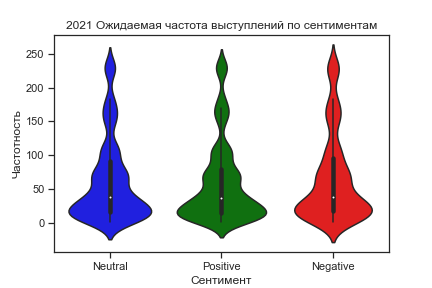 2021 Ожидаемая частота выступлений по сентиментам
250
200
150
100
50
0
Частотность
Neutral
Positive
Negative
Сентимент